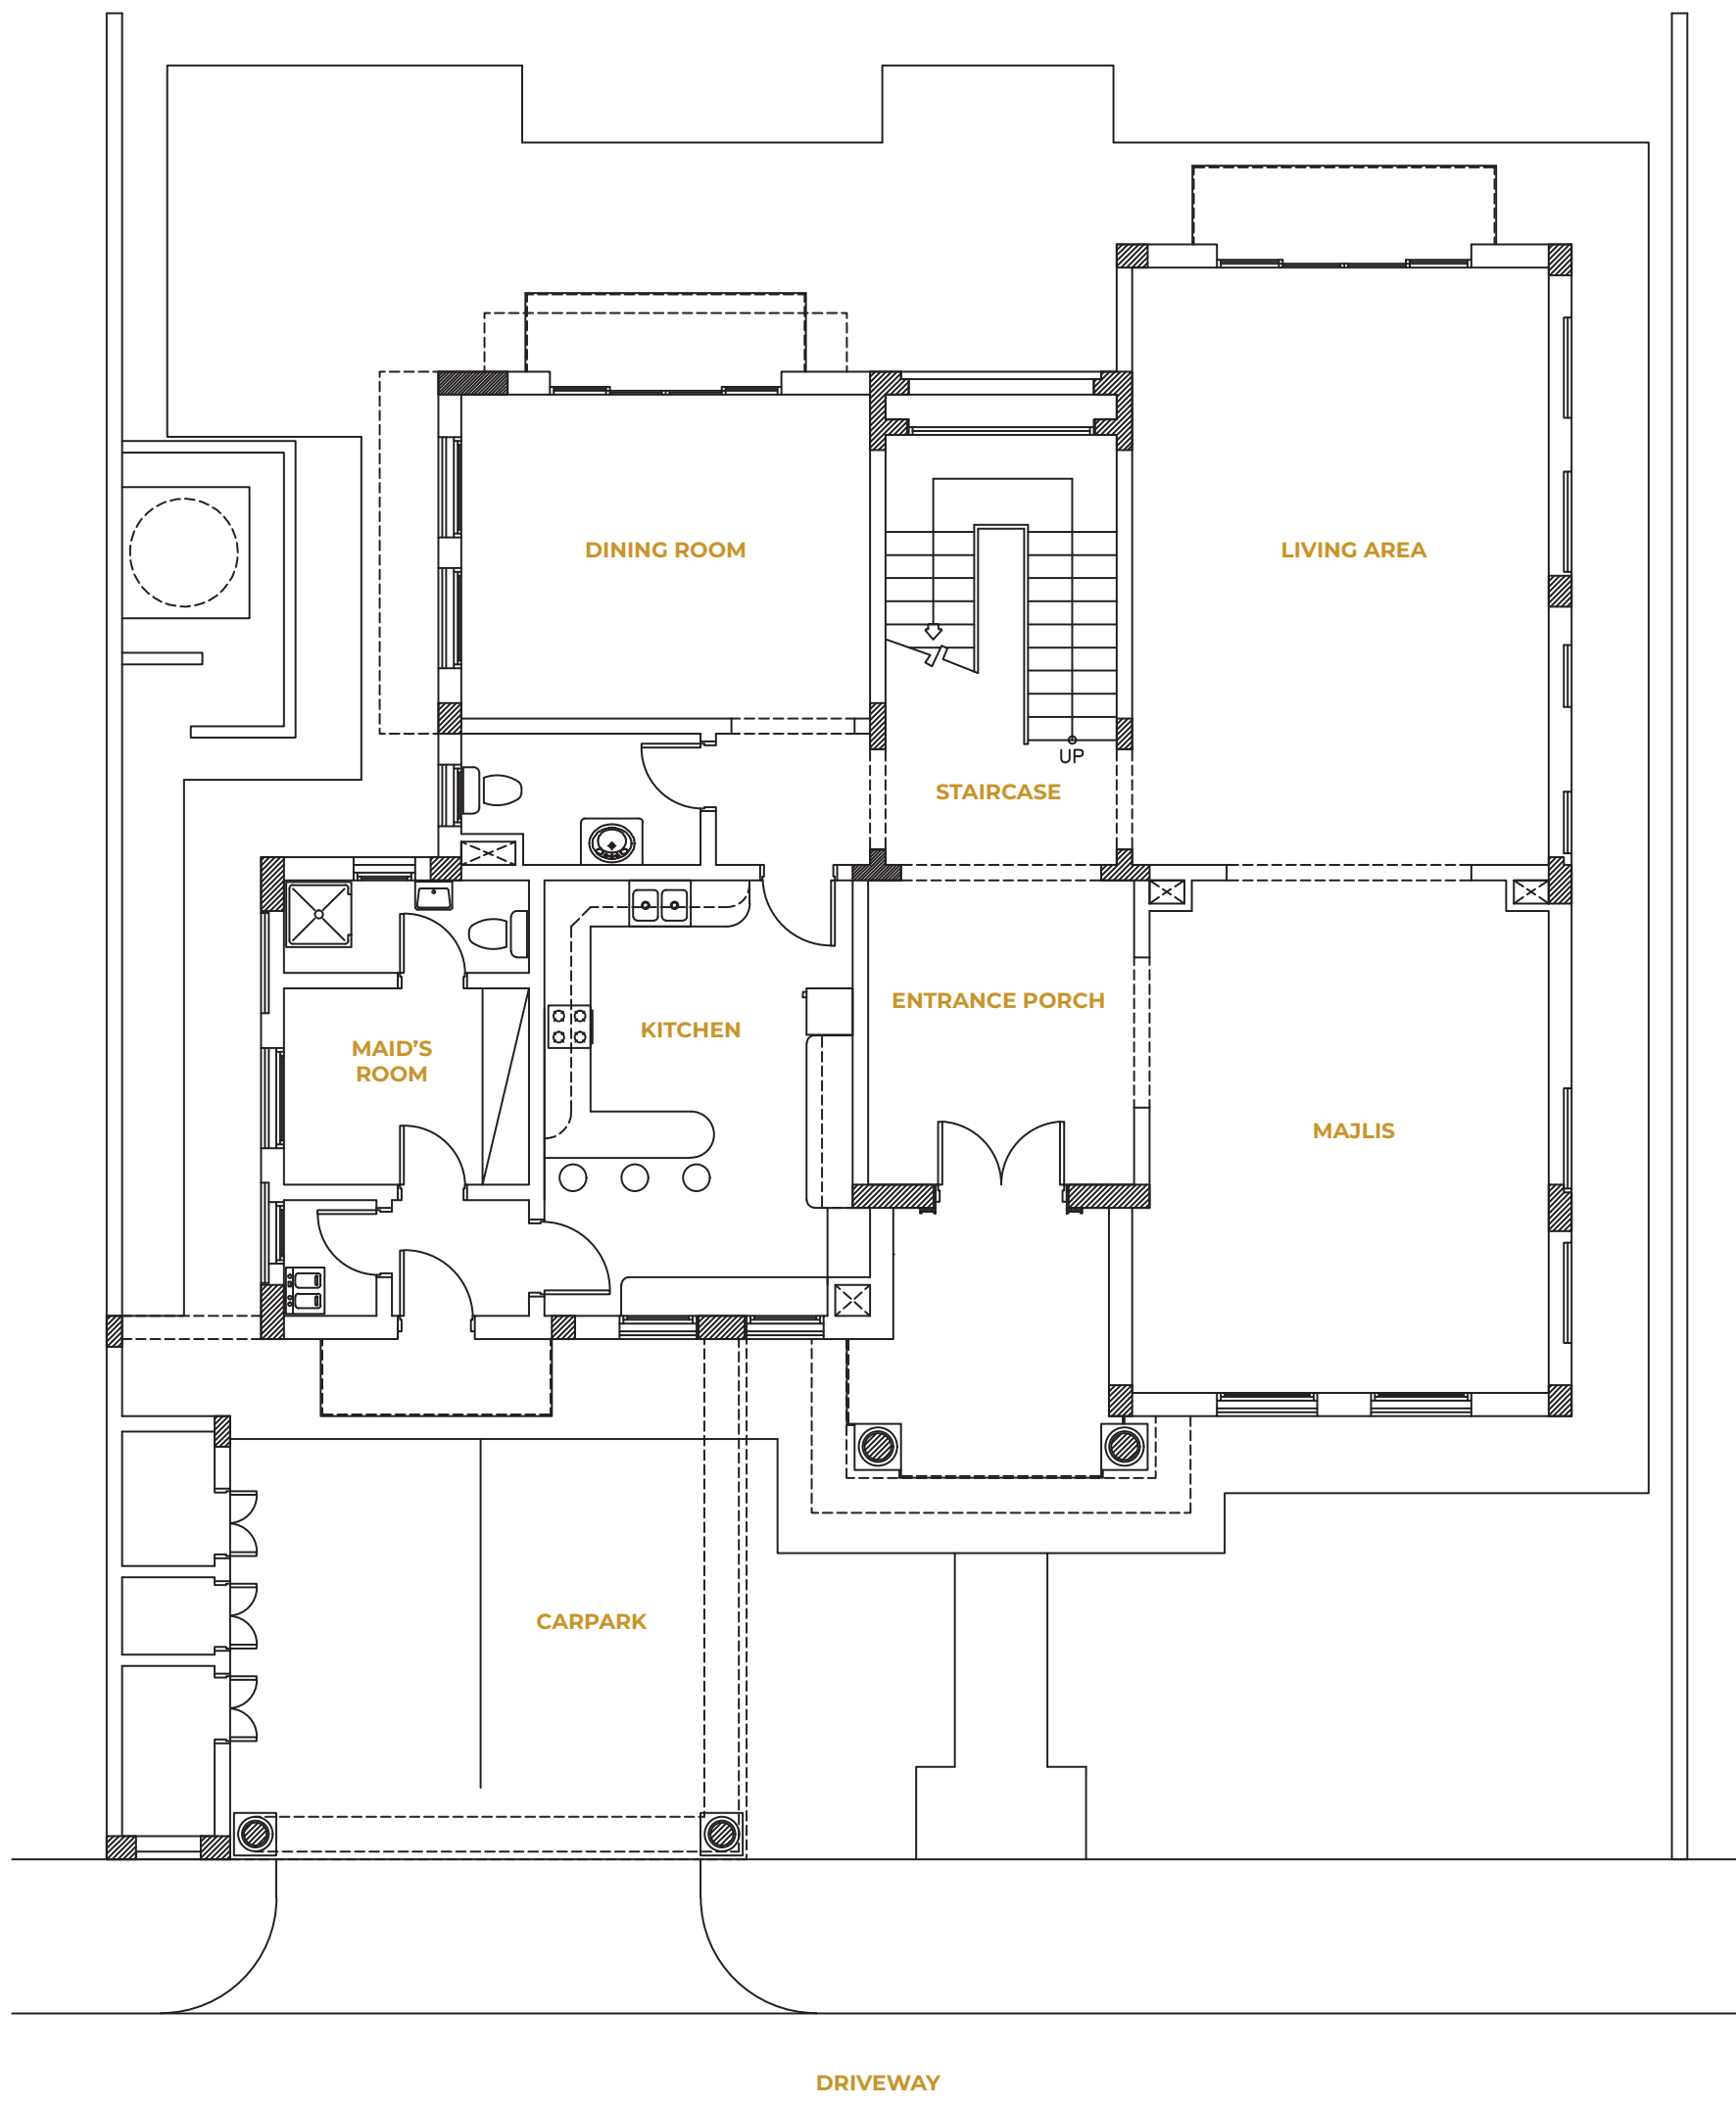 DINING ROOM
LIVING AREA
UP
STAIRCASE
ENTRANCE PORCH
KITCHEN
MAID’S
ROOM
MAJLIS
CARPARK
DRIVEWAY